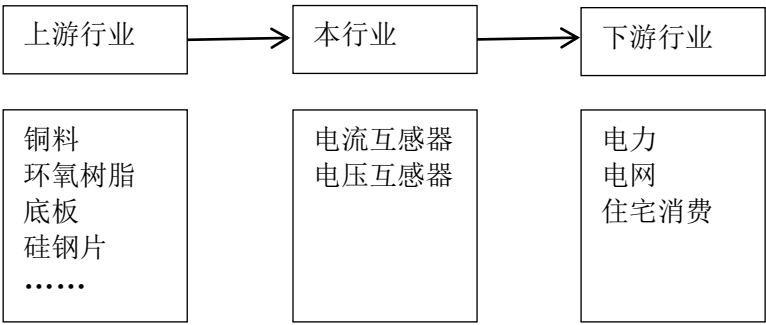 上游行业
本行业
下游行业
铜料
环氧树脂
底板
硅钢片
……
电流互感器
电压互感器
电力
电网
住宅消费